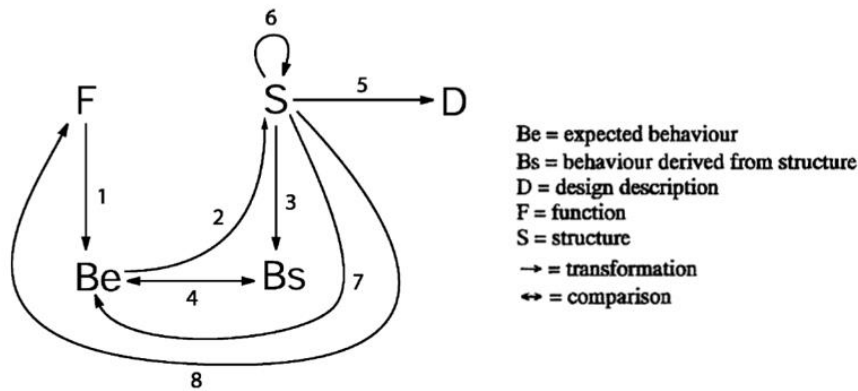 6
F
S
5
D
1
2
3
Be
4
Bs
7
8
Be = expected behaviour
Bs = behaviour derived from structure
D = design description
F = function
S = structure
→ = transformation
↔ = comparison